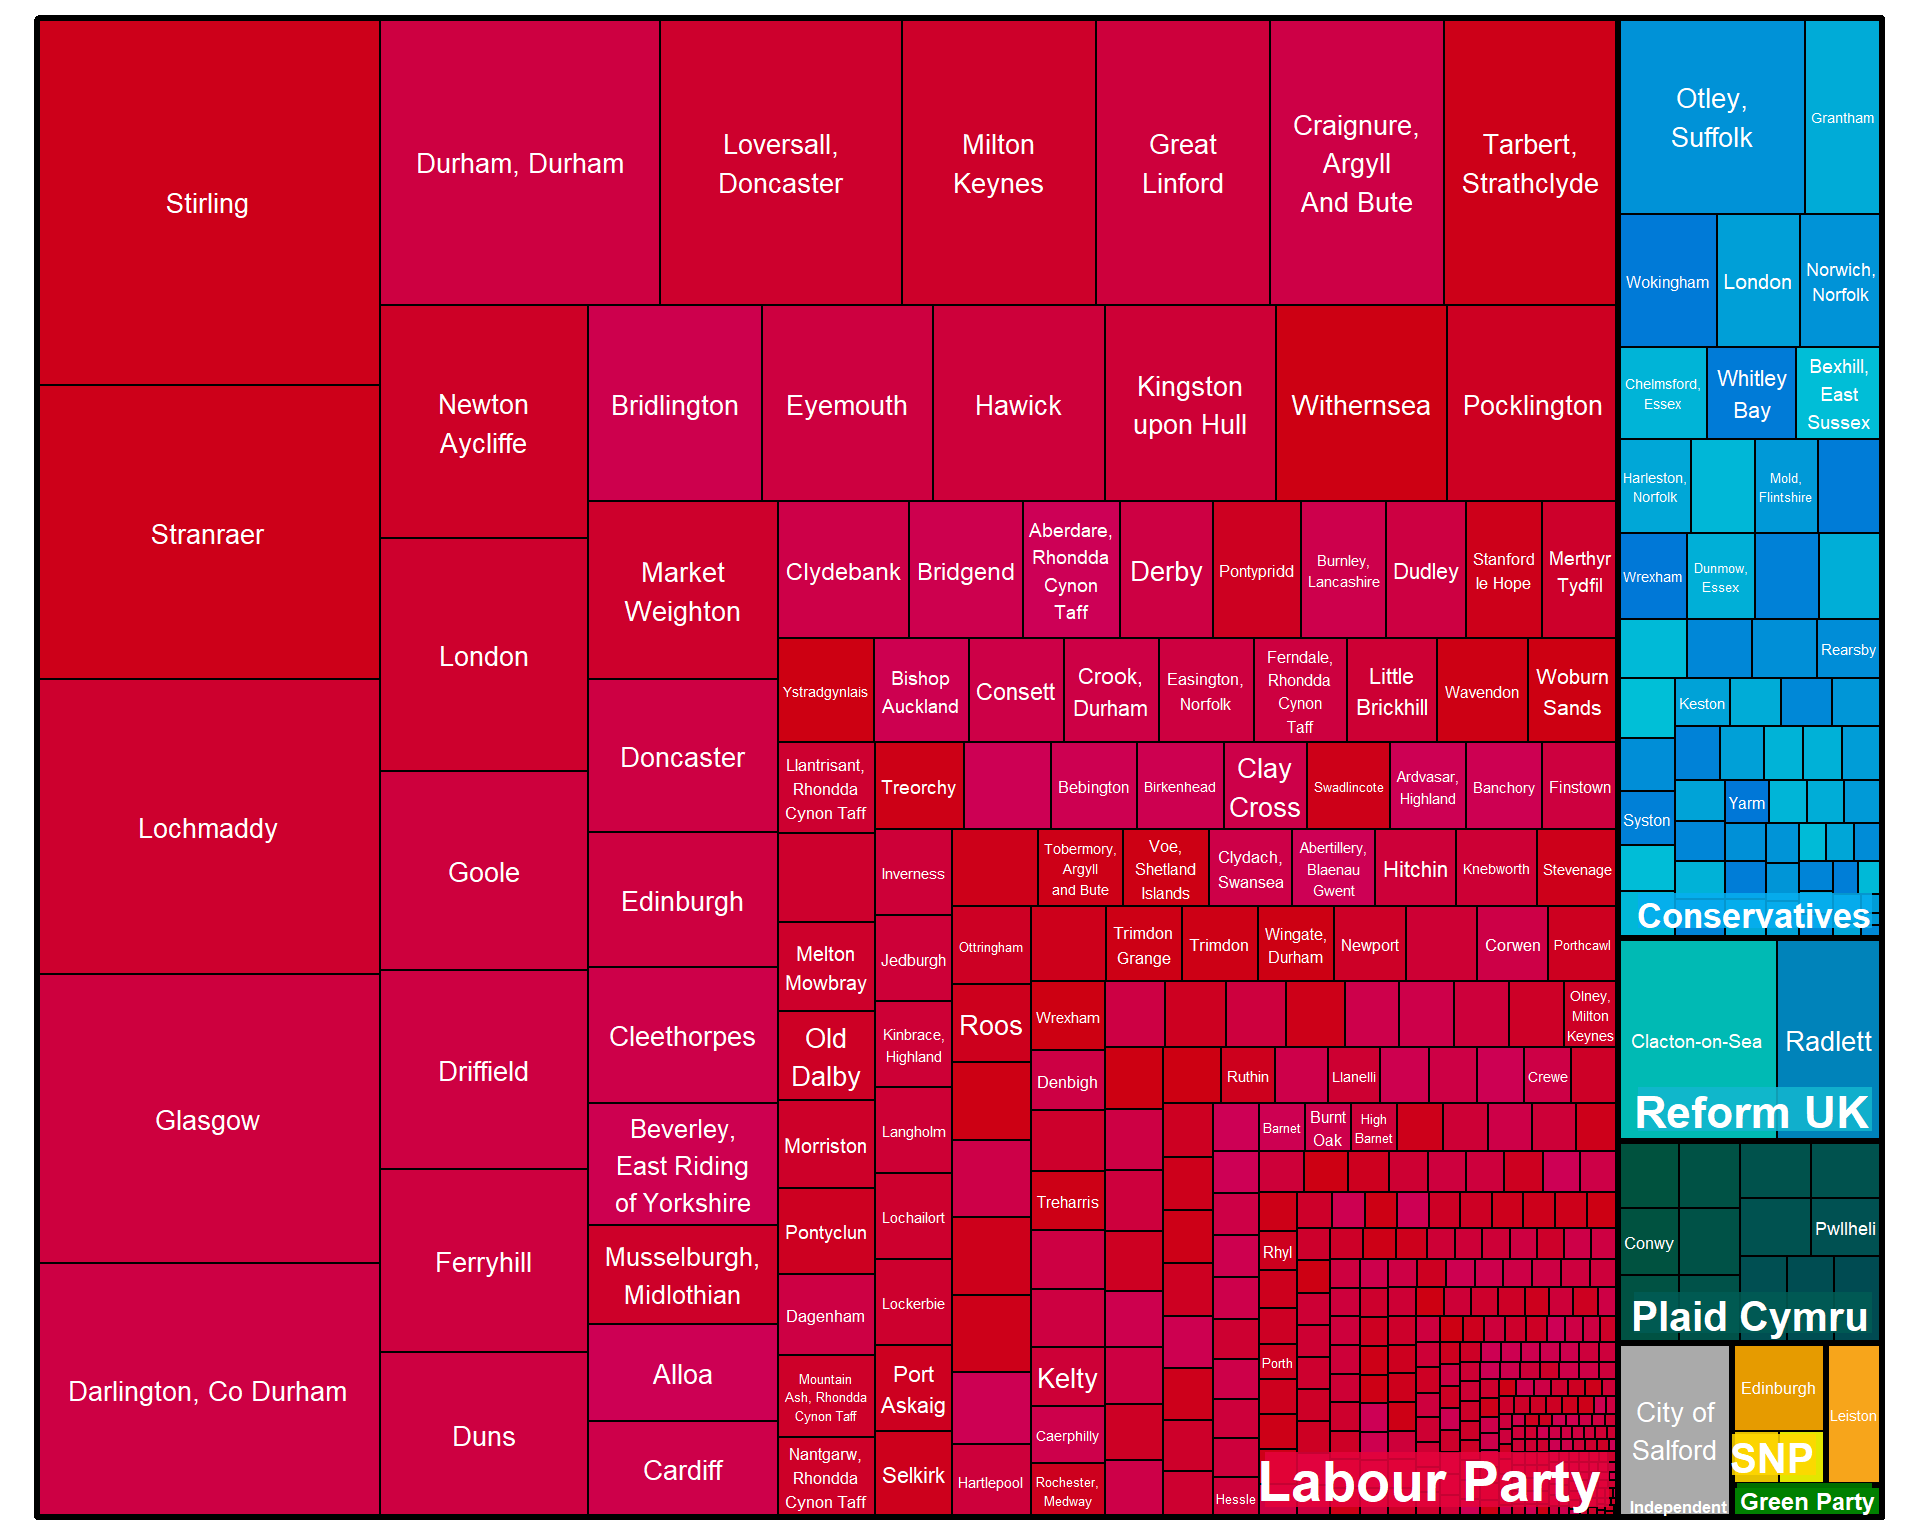 Stirling
Stranraer
Lochmaddy
Glasgow
Darlington, Co Durham
Durham, Durham
Loversall,
Doncaster
Milton
Keynes
Great
Linford
Craignure,
Argyll
And Bute
Tarbert,
Strathclyde
Newton
Aycliffe
London
Goole
Driffield
Ferryhill
Duns
Bridlington
Eyemouth
Hawick
Kingston
upon Hull
Withernsea
Pocklington
Market
Weighton
Doncaster
Edinburgh
Cleethorpes
Beverley,
East Riding
of Yorkshire
Musselburgh,
Midlothian
Alloa
Cardiff
Clydebank
Bridgend
Aberdare,
Rhondda
Cynon
Taff
Derby
Pontypridd
Burnley,
Lancashire
Dudley
Stanford
le Hope
Merthyr
Tydfil
Ystradgynlais
Bishop
Auckland
Consett
Crook,
Durham
Easington,
Norfolk
Ferndale,
Rhondda
Cynon
Taff
Little
Brickhill
Wavendon
Woburn
Sands
Llantrisant,
Rhondda
Cynon Taff
Melton
Mowbray
Old
Dalby
Morriston
Pontyclun
Dagenham
Mountain
Ash, Rhondda
Cynon Taff
Nantgarw,
Rhondda
Cynon Taff
Treorchy
Bebington
Birkenhead
Clay
Cross
Swadlincote
Ardvasar,
Highland
Banchory
Finstown
Inverness
Jedburgh
Kinbrace,
Highland
Langholm
Lochailort
Lockerbie
Port
Askaig
Selkirk
Tobermory,
Argyll
and Bute
Voe,
Shetland
Islands
Clydach,
Swansea
Abertillery,
Blaenau
Gwent
Hitchin
Knebworth
Stevenage
Ottringham
Roos
Hartlepool
Trimdon
Grange
Trimdon
Wingate,
Durham
Newport
Corwen
Porthcawl
Wrexham
Denbigh
Treharris
Kelty
Caerphilly
Rochester,
Medway
Olney,
Milton
Keynes
Ruthin
Llanelli
Crewe
Barnet
Burnt
Oak
High
Barnet
Rhyl
Porth
Hessle
Labour Party
Otley,
Suffolk
Grantham
Wokingham
London
Norwich,
Norfolk
Chelmsford,
Essex
Whitley
Bay
Bexhill,
East
Sussex
Harleston,
Norfolk
Mold,
Flintshire
Wrexham
Dunmow,
Essex
Rearsby
Keston
Syston
Yarm
Conservatives
Clacton-on-Sea
Radlett
Reform UK
Conwy
Pwllheli
Plaid Cymru
City of
Salford
Independent
Edinburgh
SNP
Leiston
Green Party